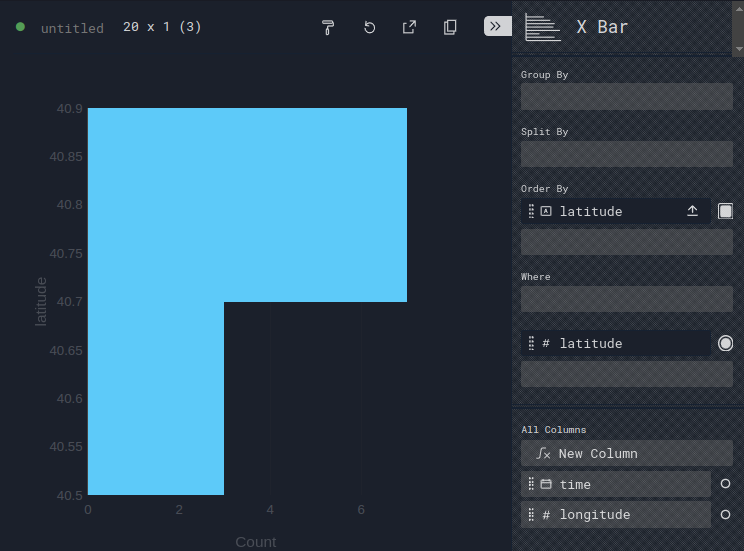 untitled 20 x 1 (3)
X Bar
40.9
40.85
40.8
40.75
40.7
40.65
40.6
40.55
40.5
latitude
0 2 4 6
Count
Group By
Split By
Order By
latitude
Where
# latitude
All Columns
New Column
time
# longitude